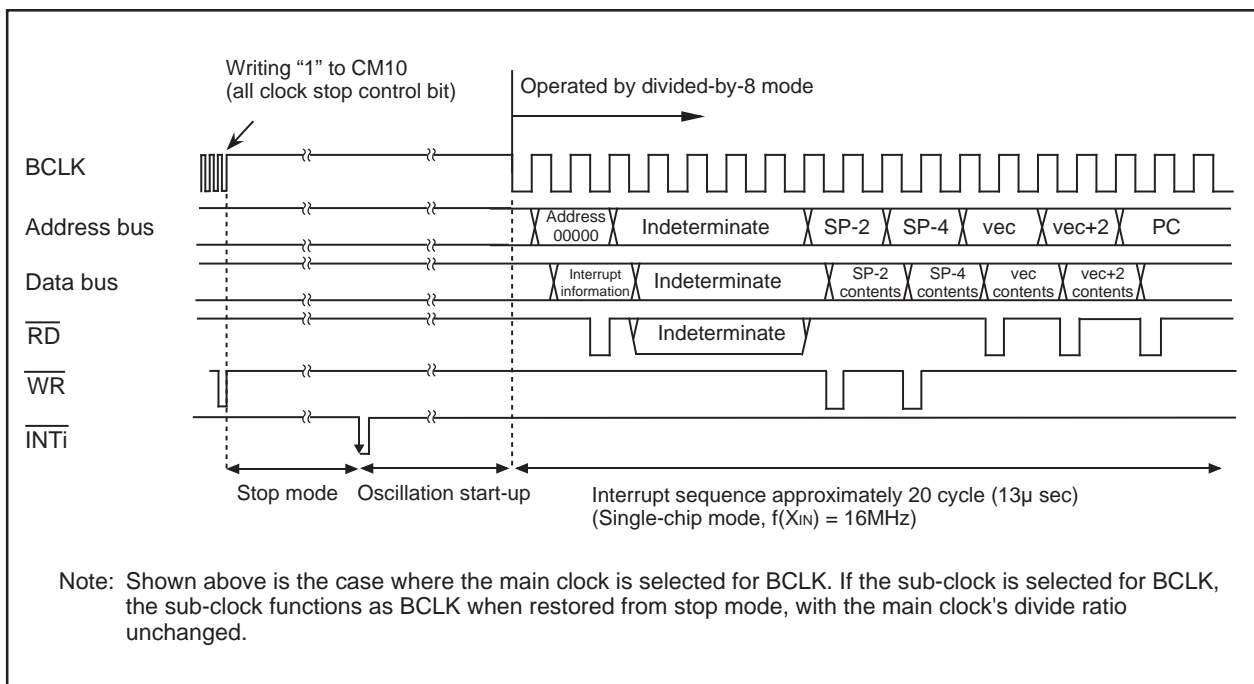 Writing “1” to CM10
(all clock stop control bit)
Operated by divided-by-8 mode
BCLK
Address bus
Address
00000
Indeterminate
SP-2
SP-4
vec
vec+2
PC
Data bus
Interrupt
information
Indeterminate
SP-2
contents
SP-4
contents
vec
contents
vec+2
contents
RD
Indeterminate
WR
INTi
Stop mode
Oscillation start-up
Interrupt sequence approximately 20 cycle (13μ sec)
(Single-chip mode, f(XIN) = 16MHz)
Note: Shown above is the case where the main clock is selected for BCLK. If the sub-clock is selected for BCLK,
the sub-clock functions as BCLK when restored from stop mode, with the main clock's divide ratio
unchanged.